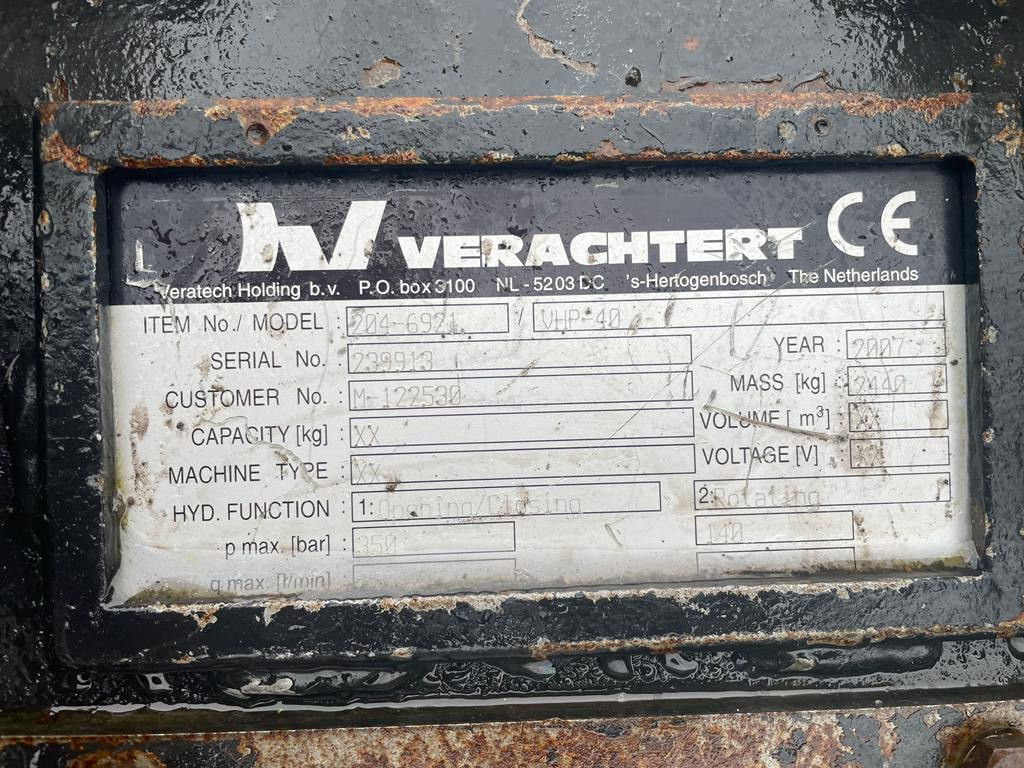 VERACHTERT CE
Veratech Holding b.v. P.O. box 3100 NL - 5203 DC 's-Hertogenbosch The Netherlands
ITEM No./ MODEL 204-6921 / VHP-40
SERIAL No. : 239913 YEAR : 2007
CUSTOMER No. : M-122530 MASS [kg] : 2440
CAPACITY [kg] : XX VOLUME [ m³] : XX
MACHINE TYPE : XX VOLTAGE [V] : XX
HYD. FUNCTION : 1: Opening/Closing 2: Rotating
p max. [bar] : 350 140
q max. [l/min]